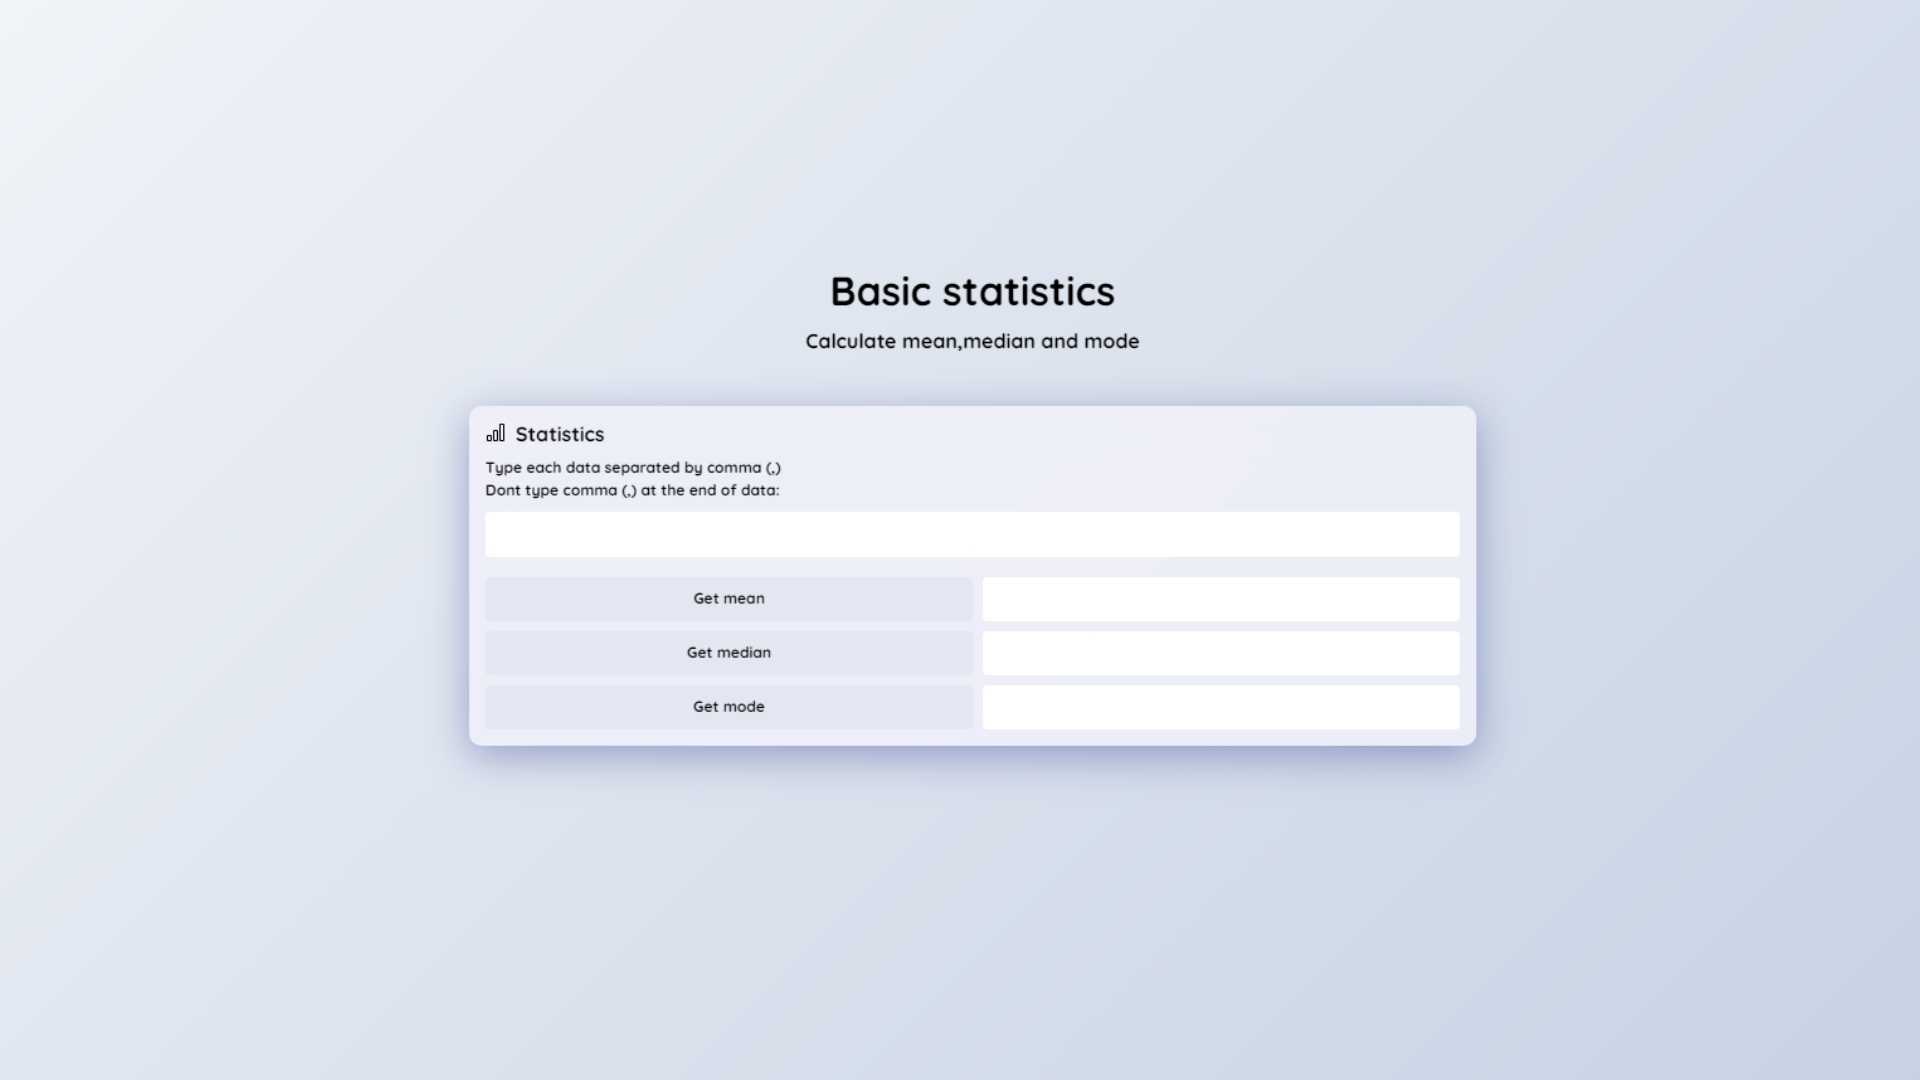 Basic statistics
Calculate mean,median and mode
Statistics
Type each data separated by comma (,)
Dont type comma (,) at the end of data:
Get mean
Get median
Get mode